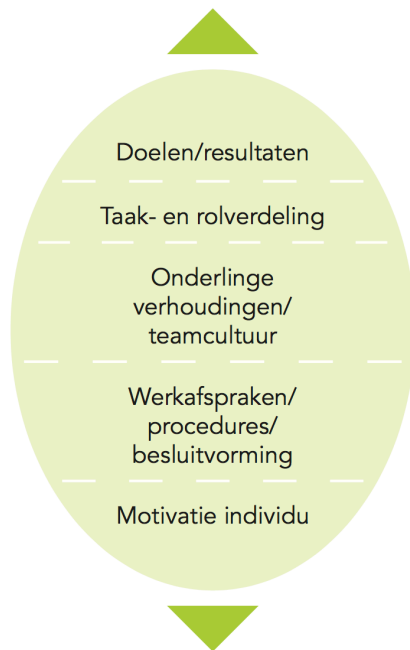 Doelen/resultaten
Taak- en rolverdeling
Onderlinge
verhoudingen/
teamcultuur
Werkafspraken/
procedures/
besluitvorming
Motivatie individu